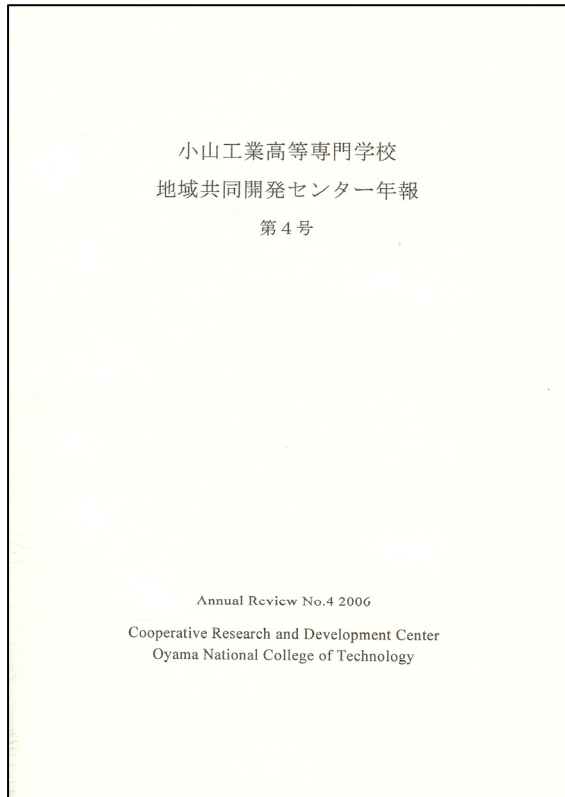 小山工業高等専門学校
地域共同開発センター年報
第4号
Annual Review No.4 2006
Cooperative Research and Development Center
Oyama National College of Technology